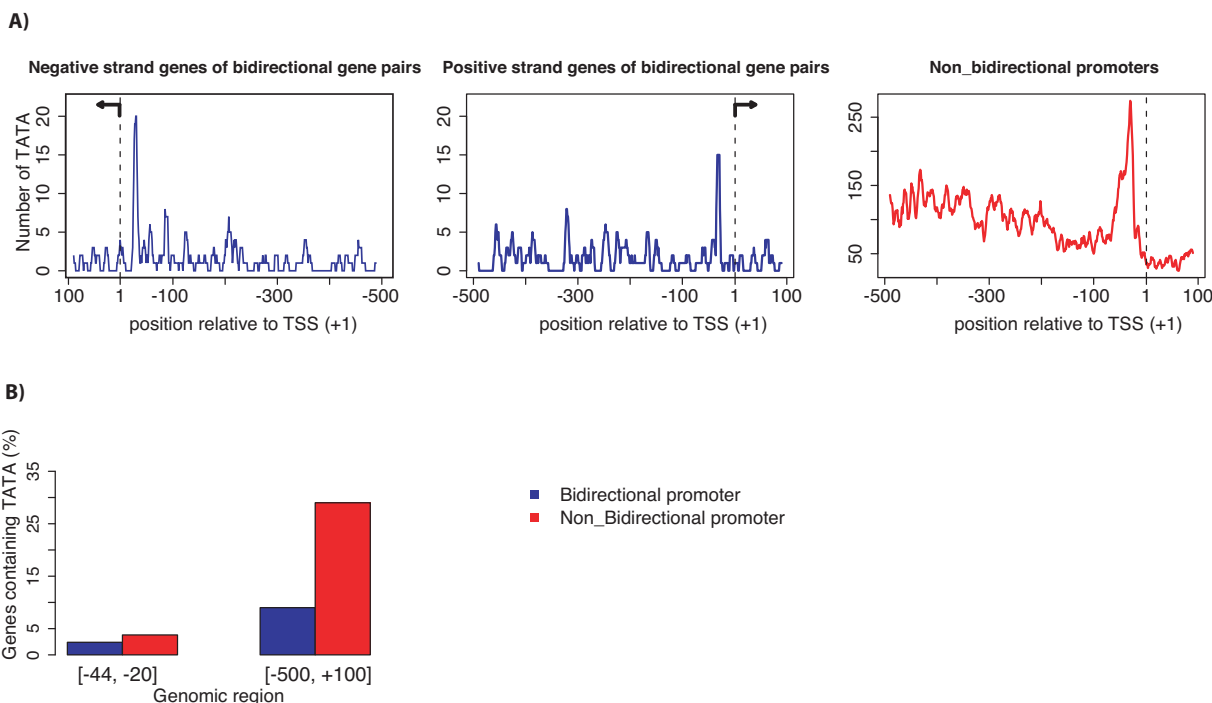 A)
Negative strand genes of bidirectional gene pairs
Positive strand genes of bidirectional gene pairs
Non_bidirectional promoters
Number of TATA
20
15
10
5
0
100 1 -100 -300 -500
position relative to TSS (+1)
20
15
10
5
0
-500 -300 -100 1 100
position relative to TSS (+1)
250
150
50
-500 -300 -100 1 100
position relative to TSS (+1)
B)
Genes containing TATA (%)
35
25
15
5
0
[-44, -20] [-500, +100]
Genomic region
Bidirectional promoter
Non_Bidirectional promoter